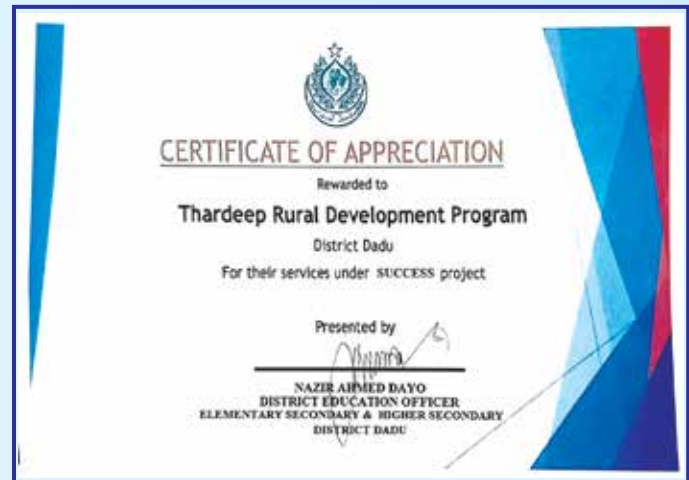 CERTIFICATE OF APPRECIATION
Rewarded to
Thardeep Rural Development Program
District Dadu
For their services under SUCCESS project
Presented by
NAZIR AHMED DAYO
DISTRICT EDUCATION OFFICER
ELEMENTARY SECONDARY & HIGHER SECONDARY
DISTRICT DADU